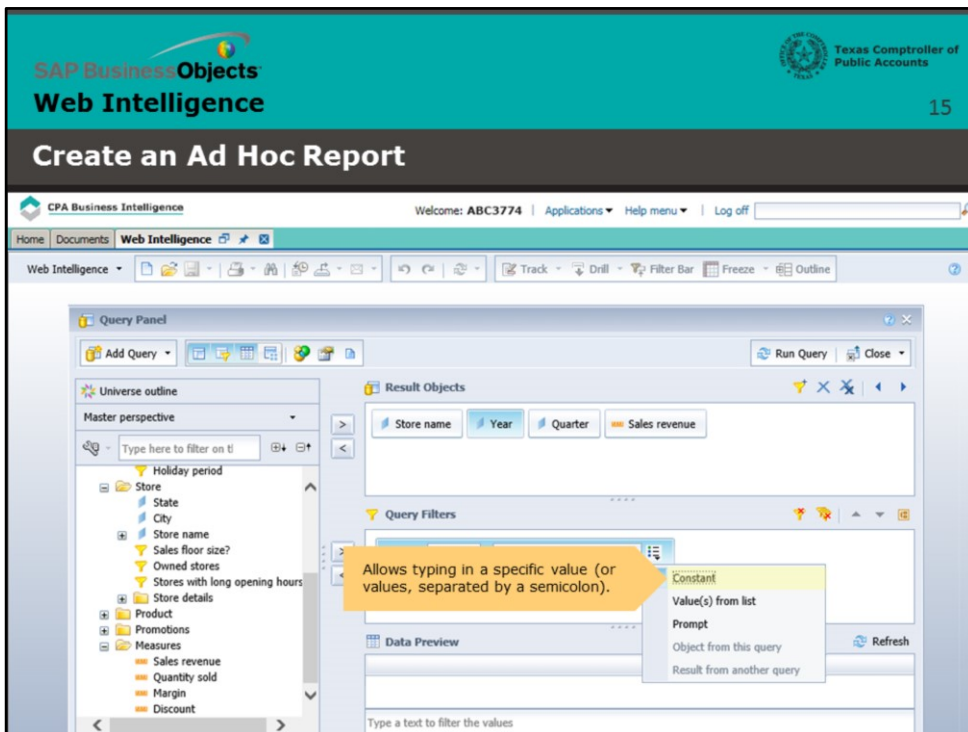 SAP BusinessObjects
Web Intelligence
Texas Comptroller of
Public Accounts
15
Create an Ad Hoc Report
CPA Business Intelligence
Welcome: ABC3774 | Applications Help menu | Log off
Home Documents Web Intelligence
Web Intelligence Track Drill Filter Bar Freeze Outline
Query Panel
Add Query Run Query Close
Universe outline
Master perspective
Type here to filter on t
Holiday period
Store
State
City
Store name
Sales floor size?
Owned stores
Stores with long opening hours
Store details
Product
Promotions
Measures
Sales revenue
Quantity sold
Margin
Discount
Result Objects
Store name Year Quarter Sales revenue
Query Filters
Allows typing in a specific value (or
values, separated by a semicolon).
Constant
Value(s) from list
Prompt
Object from this query
Result from another query
Data Preview Refresh
Type a text to filter the values